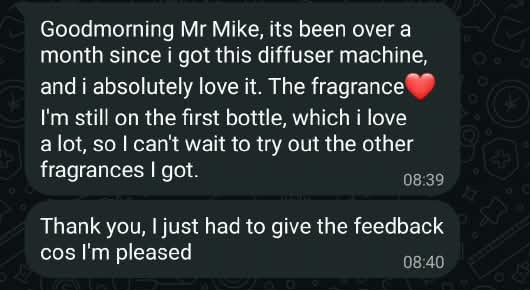 Goodmorning Mr Mike, its been over a
month since i got this diffuser machine,
and i absolutely love it. The fragrance❤️
I'm still on the first bottle, which i love
a lot, so I can't wait to try out the other
fragrances I got.
08:39
Thank you, I just had to give the feedback
cos I'm pleased
08:40